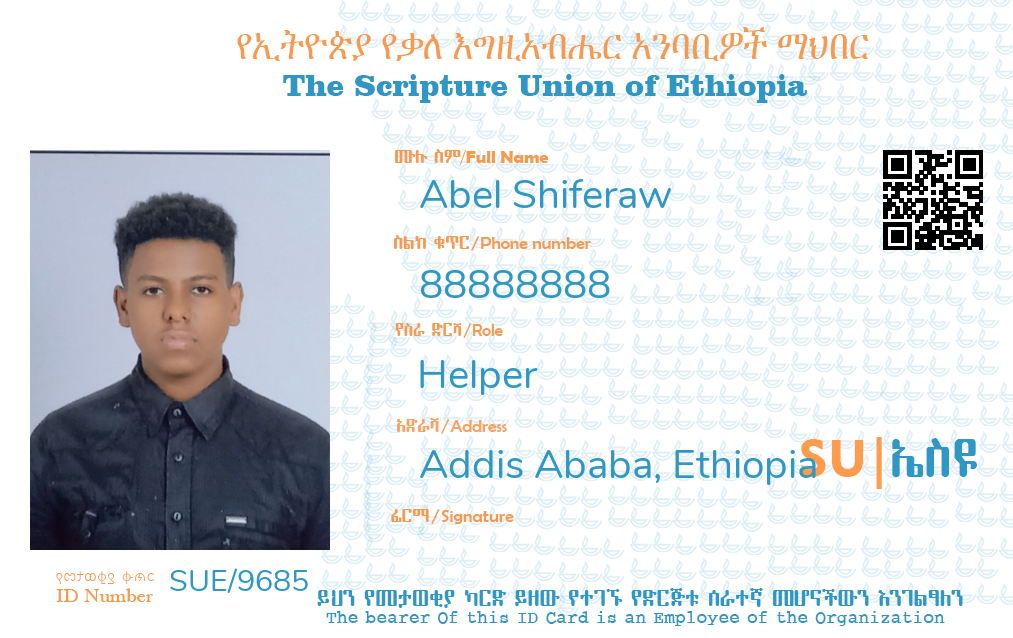 የኢትዮጵያ የቃለ እግዚአብሔር አንባቢዎች ማህበር
The Scripture Union of Ethiopia
ሙሉ ስም/Full Name
Abel Shiferaw
ስልክ ቁጥር/Phone number
88888888
የስራ ድርሻ/Role
Helper
አድራሻ/Address
Addis Ababa, Ethiopia
SU|ኤስዩ
ፊርማ/Signature
የመታወቂያ ቁጥር
ID Number
SUE/9685
ይህን የመታወቂያ ካርድ ይዘው የተገኙ የድርጅቱ ሰራተኛ መሆናችውን እንገልፃለን
The bearer Of this ID Card is an Employee of the Organization